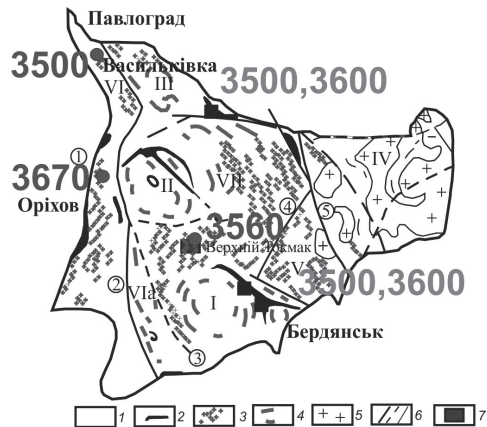 Павлоград
3500
Васильківка
3500,3600
VI
III
1
IV
3670
II
VII
Оріхов
4
5
3560
Верхній Токмак
V
2
VIa
I
3500,3600
Бердянськ
3
1 2 3 4 5 6 7